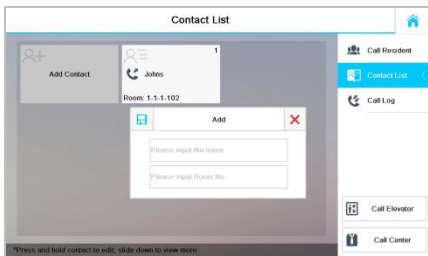 Contact List
Add Contact
1
Johns
Room: 1-1-1-102
Add
Please input the name.
Please input Room No..
*Press and hold contact to edit; slide down to view more.
Call Resident
Contact List
Call Log
Call Elevator
Call Center